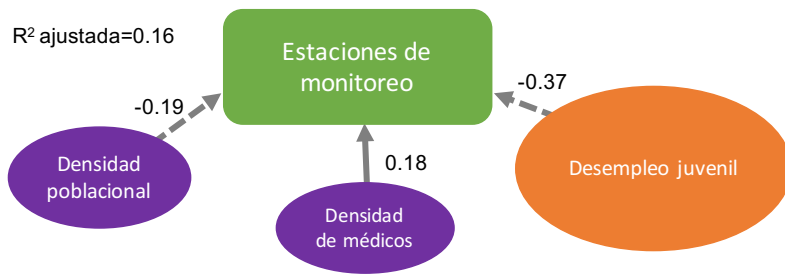 R² ajustada=0.16
Estaciones de
monitoreo
-0.19
-0.37
Densidad
poblacional
0.18
Desempleo juvenil
Densidad
de médicos